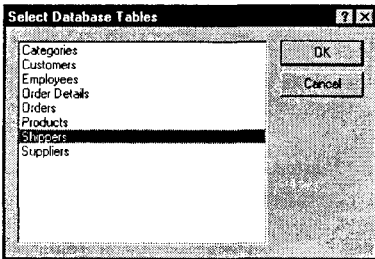 Select Database Tables
Categories
Customers
Employees
Order Details
Orders
Products
Shippers
Suppliers
OK
Cancel